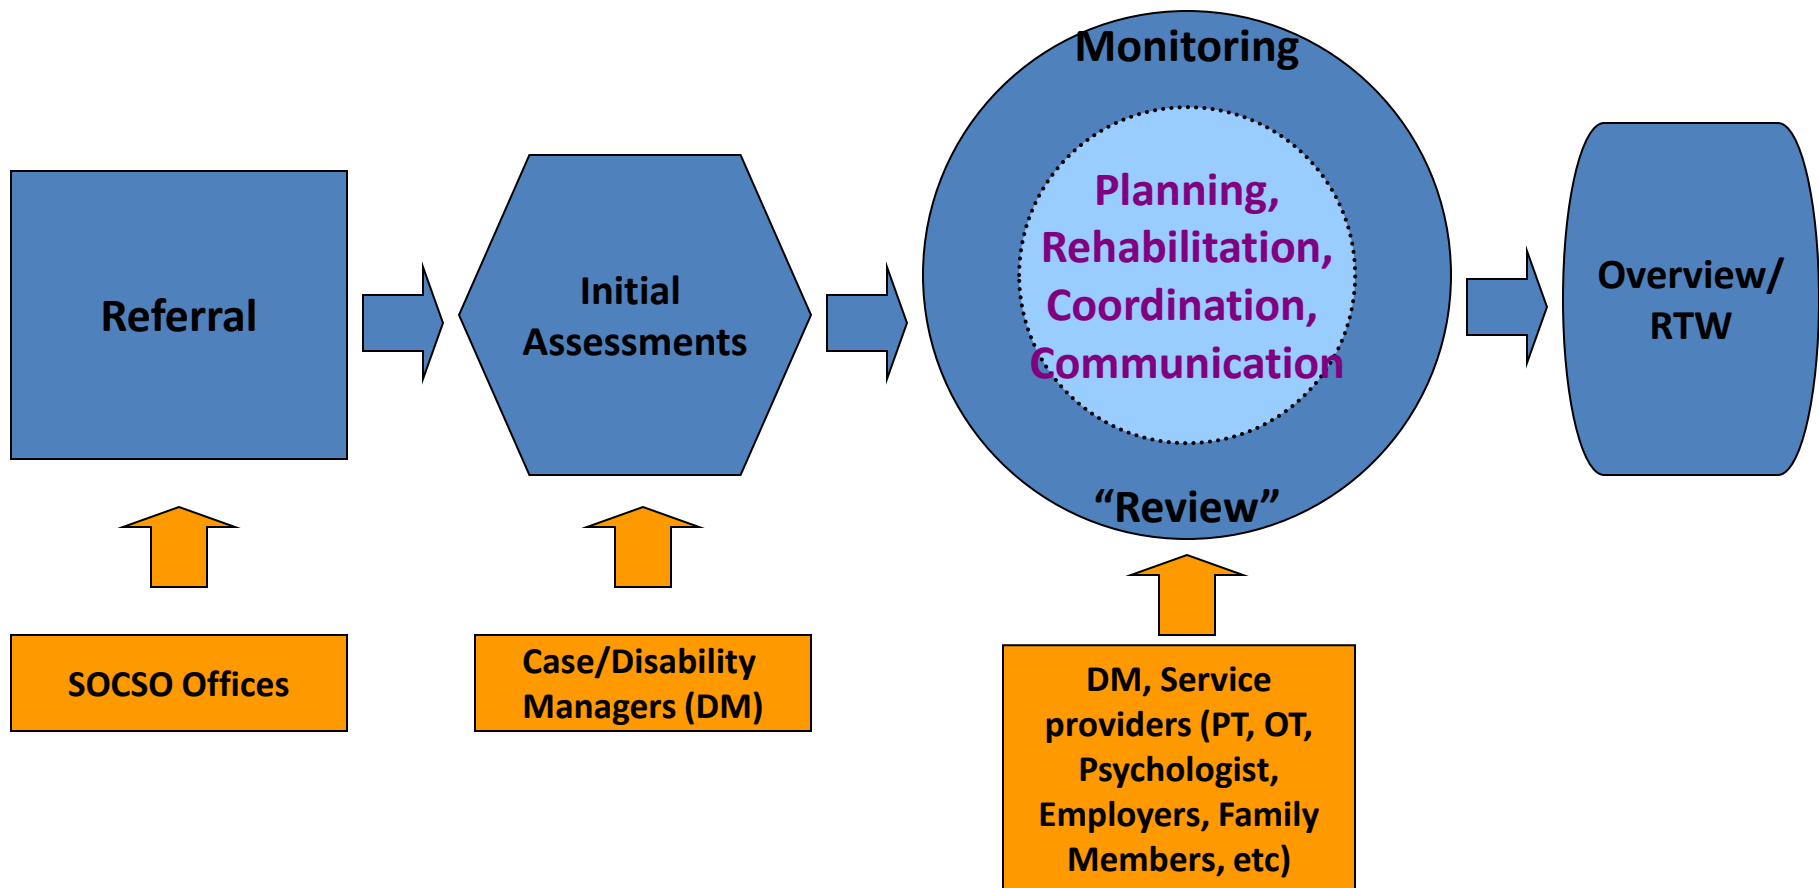 Referral
Initial
Assessments
Monitoring
Planning,
Rehabilitation,
Coordination,
Communication
“Review”
Overview/
RTW
SOCSO Offices
Case/Disability
Managers (DM)
DM, Service
providers (PT, OT,
Psychologist,
Employers, Family
Members, etc)